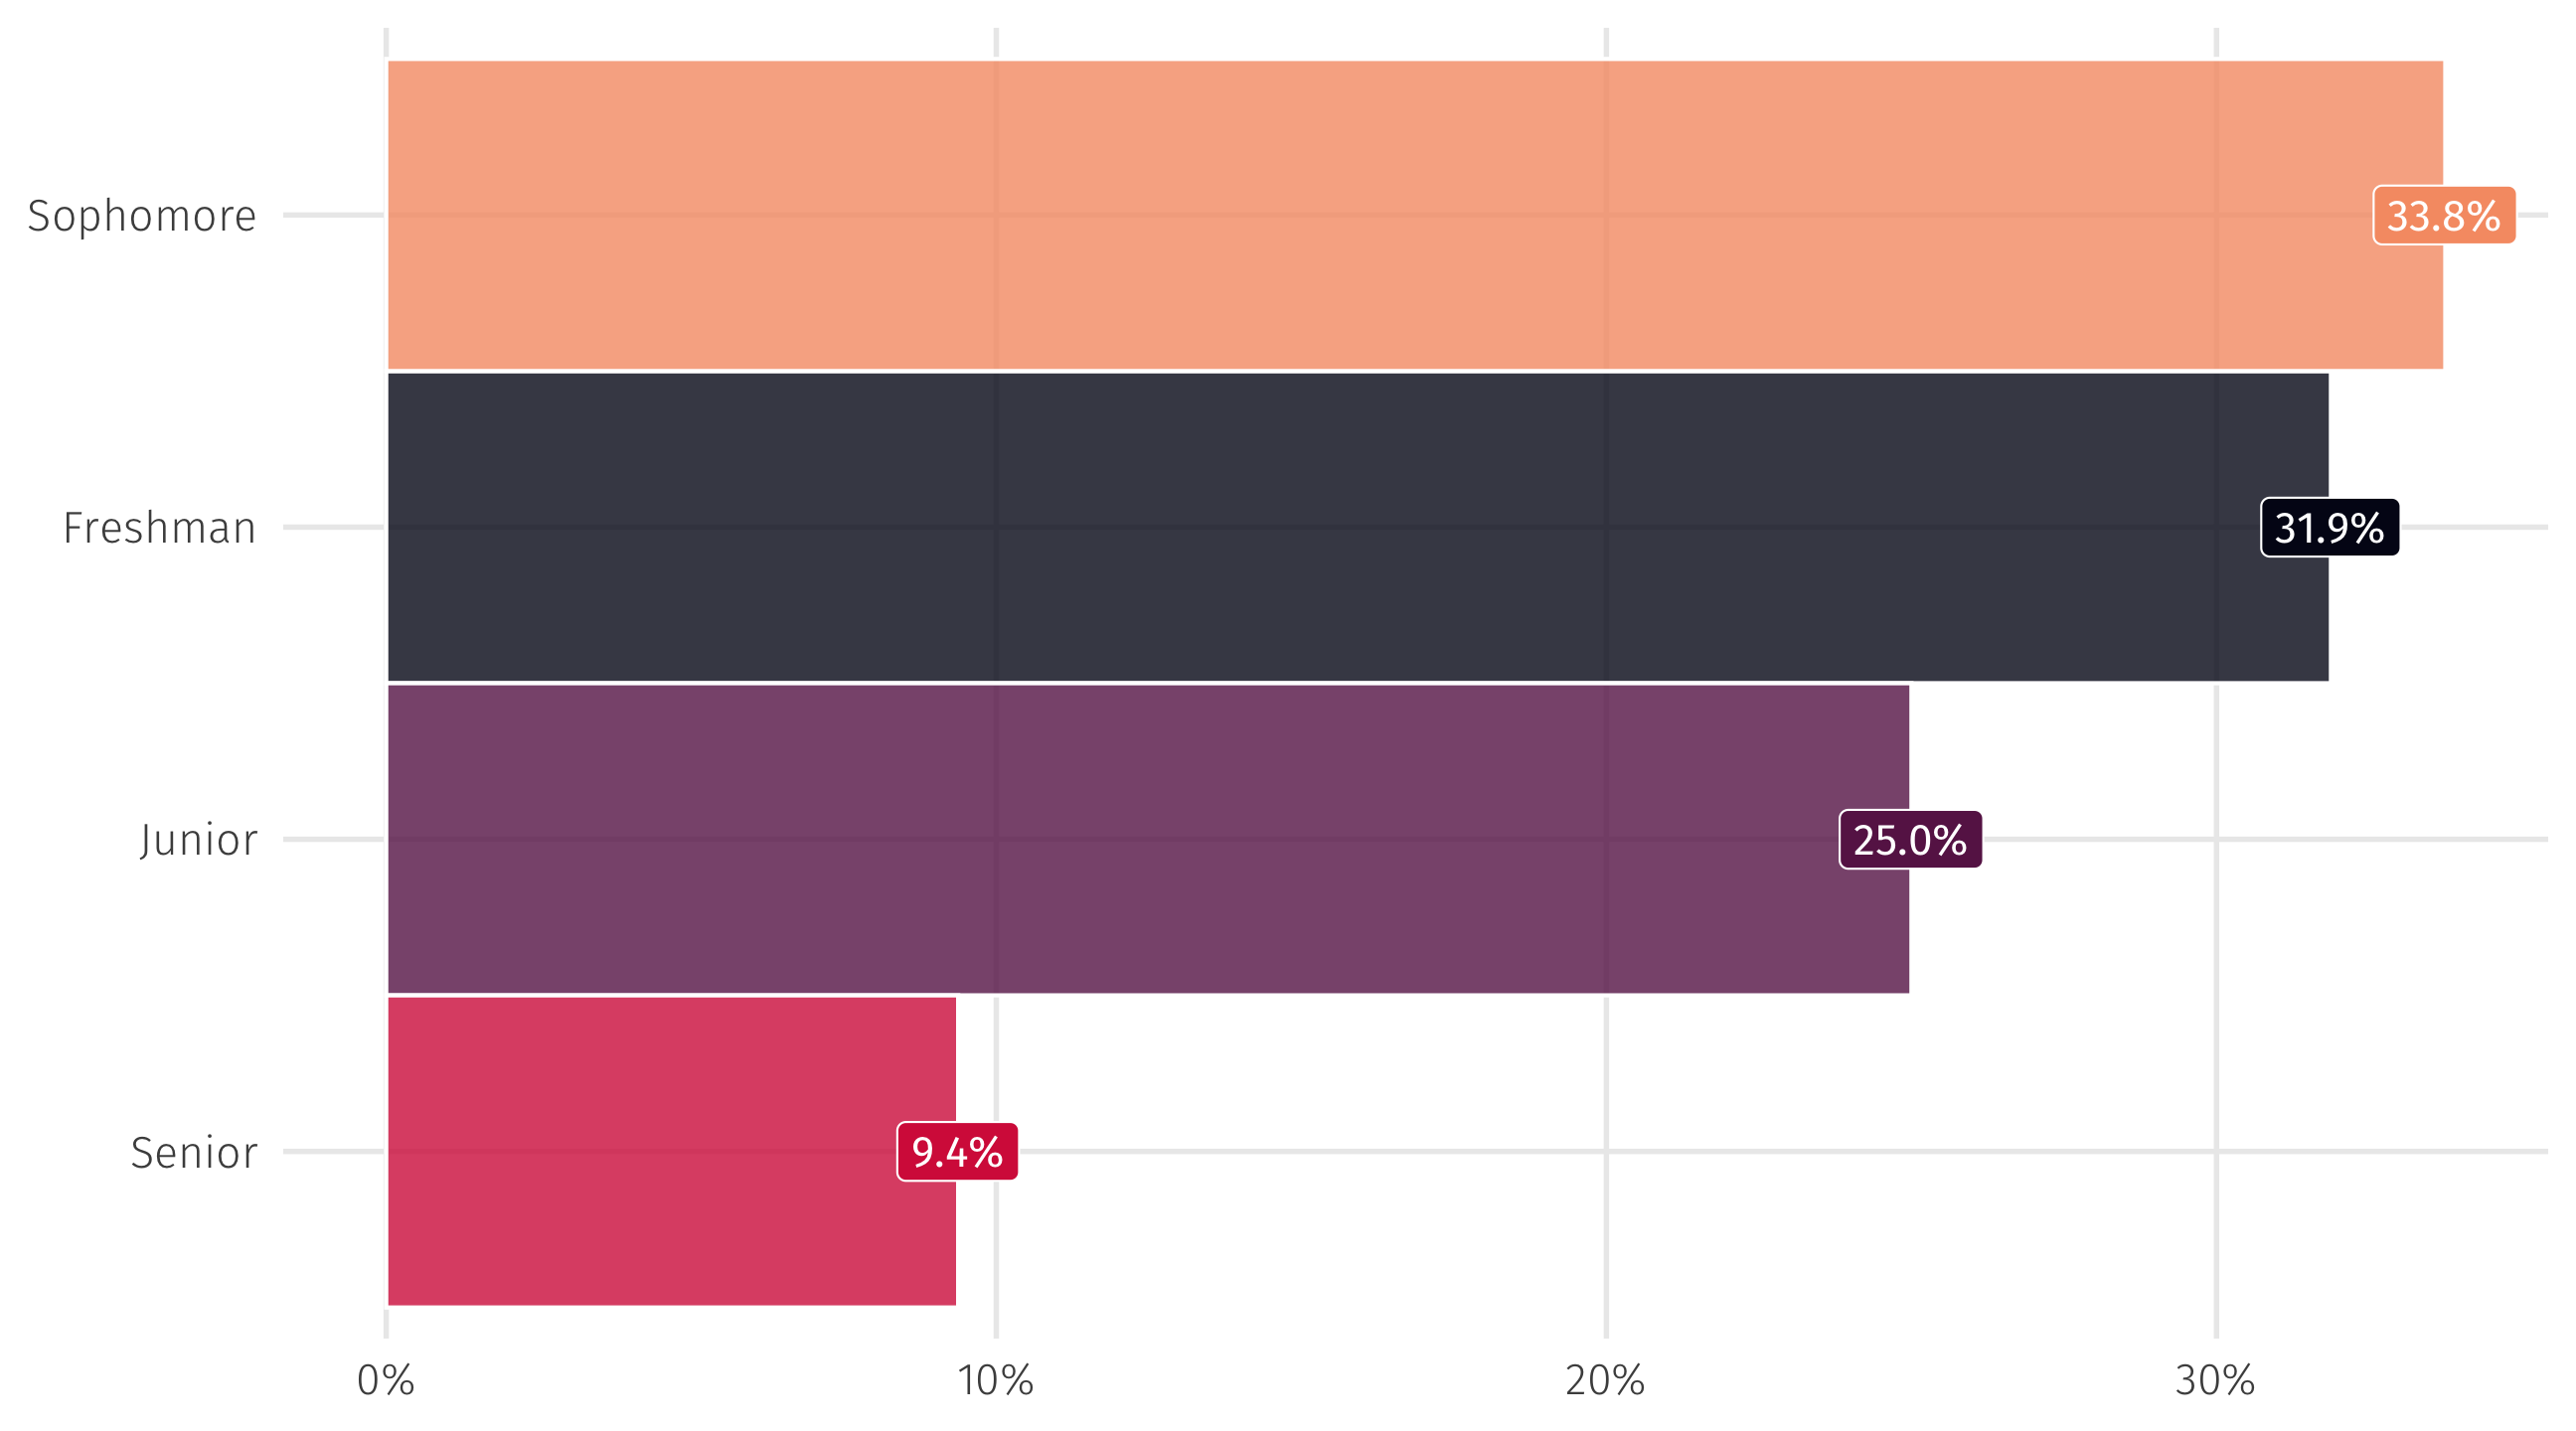 Sophomore
33.8%
Freshman
31.9%
Junior
25.0%
Senior
9.4%
0% 10% 20% 30%